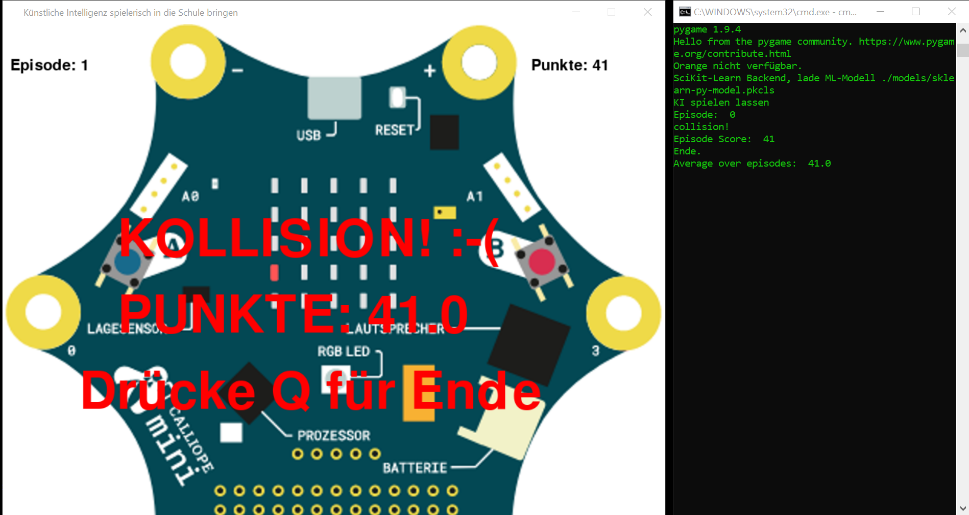 Künstliche Intelligenz spielerisch in die Schule bringen
Episode: 1
Punkte: 41
−
+
USB
RESET
A0
A1
KOLLISION! :-(
A
B
PUNKTE: 41.0
LAGESENSOR
LAUTSPRECHER
0
3
RGB LED
Drücke Q für Ende
CALLIOPE
mini
PROZESSOR
BATTERIE
C:\WINDOWS\system32\cmd.exe - cm...
pygame 1.9.4
Hello from the pygame community. https://www.pygam
e.org/contribute.html
Orange nicht verfügbar.
SciKit-Learn Backend, lade ML-Modell ./models/skle
arn-py-model.pkcls
KI spielen lassen
Episode:  0
collision!
Episode Score:  41
Ende.
Average over episodes:  41.0